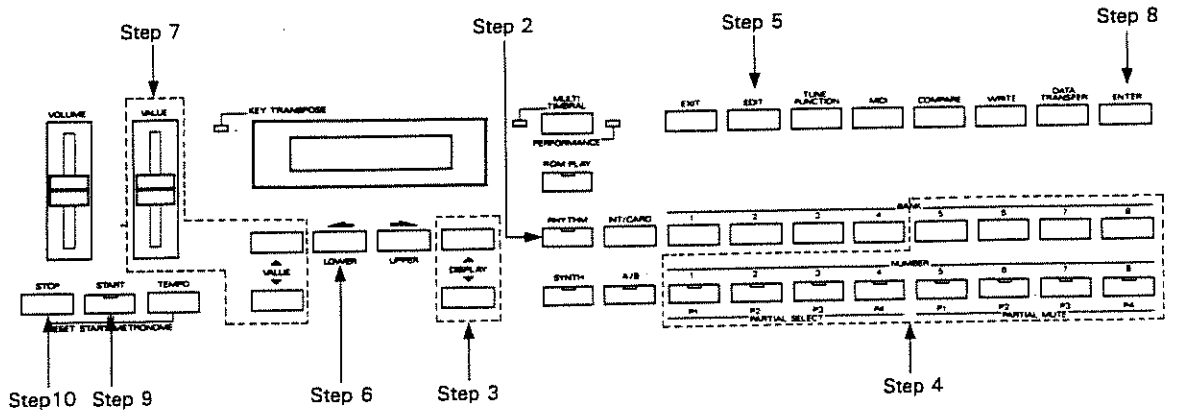 Step 7
Step 2
Step 5
Step 8
VOLUME
VALUE
KEY TRANSPOSE
MULTI
TIMBRAL
PERFORMANCE
EXIT
EDIT
TUNE
FUNCTION
MIDI
COMPARE
WRITE
DATA
TRANSFER
ENTER
ROM PLAY
BANK
RHYTHM
INT/CARD
1 2 3 4 5 6 7 8
VALUE
LOWER
UPPER
DISPLAY
NUMBER
SYNTH
A/B
1 2 3 4 5 6 7 8
STOP
START
TEMPO
RESET START
METRONOME
P1 P2 P3 P4 P1 P2 P3 P4
PARTIAL SELECT
PARTIAL MUTE
Step10
Step 9
Step 6
Step 3
Step 4